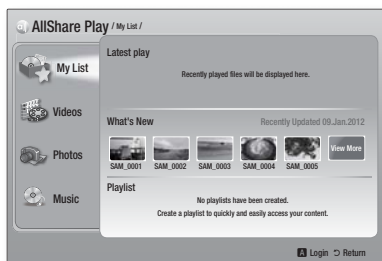 AllShare Play / My List /
My List
Videos
Photos
Music
Latest play
Recently played files will be displayed here.
What's New
Recently Updated 09.Jan.2012
SAM_0001 SAM_0002 SAM_0003 SAM_0004 SAM_0005 View More
Playlist
No playlists have been created.
Create a playlist to quickly and easily access your content.
A Login Return